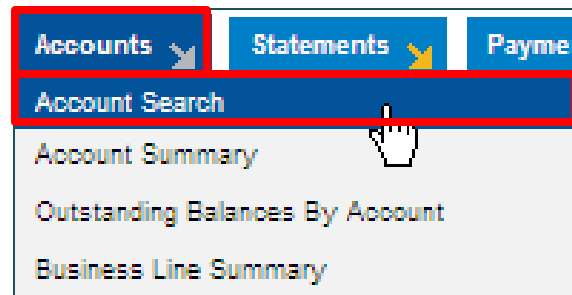 Accounts Statements Payme
Account Search
Account Summary
Outstanding Balances By Account
Business Line Summary